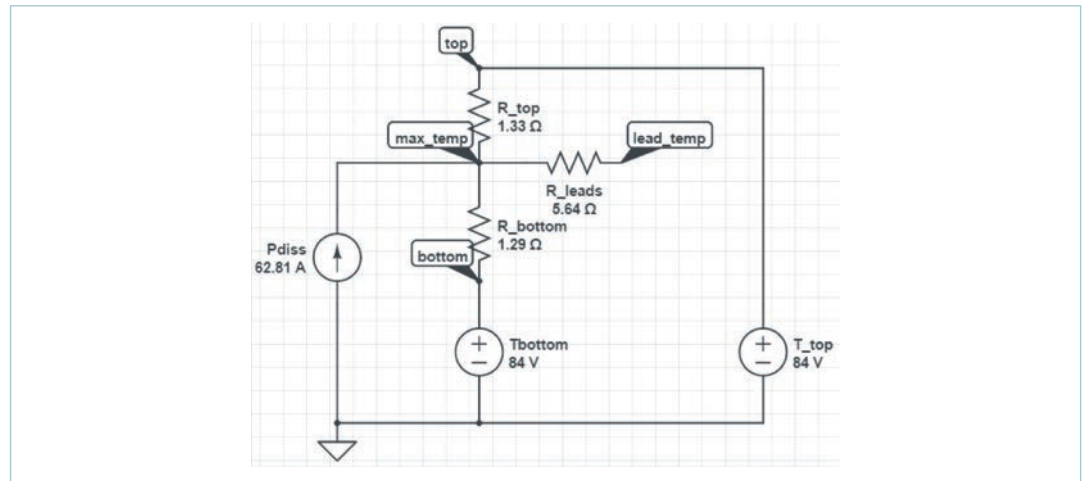 top
R_top
1.33 Ω
max_temp
lead_temp
R_leads
5.64 Ω
R_bottom
1.29 Ω
bottom
Pdiss
62.81 A
Tbottom
84 V
T_top
84 V